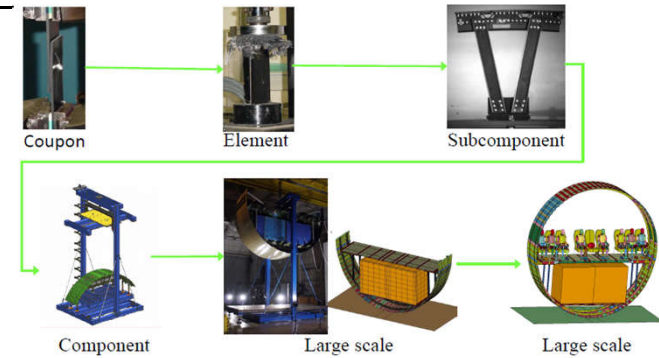 Coupon
Element
Subcomponent
Component
Large scale
Large scale